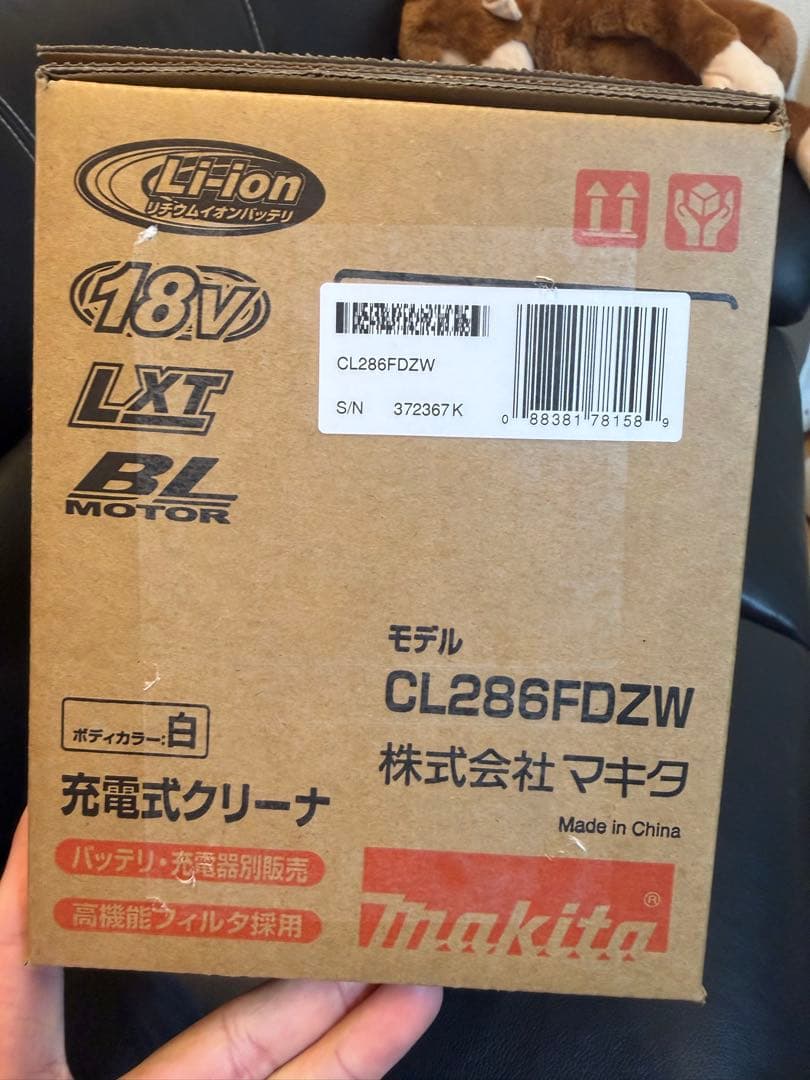 Li-ion
リチウムイオンバッテリ
18V
LXT
BL
MOTOR
CL286FDZW
S/N 372367K
0 88381 78158 9
モデル
CL286FDZW
株式会社マキタ
Made in China
ボディカラー:白
充電式クリーナ
バッテリ・充電器別販売
高機能フィルタ採用
makita®